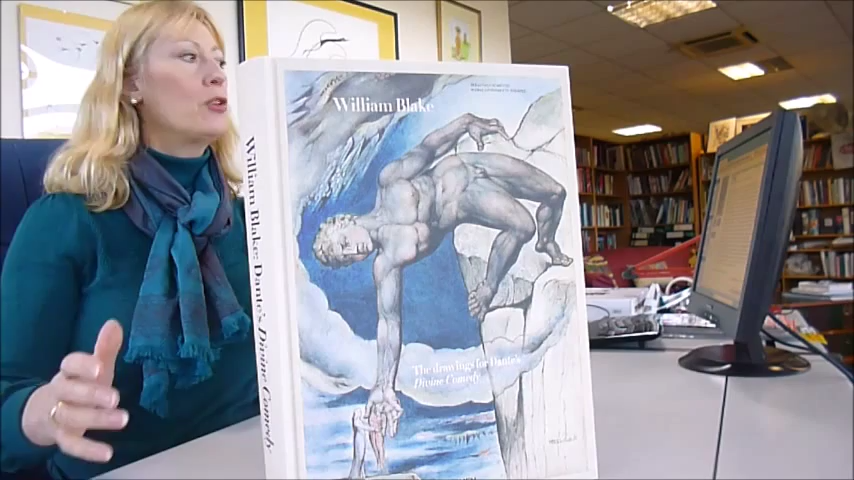 William Blake
William Blake: Dante's Divine Comedy
The drawings for Dante's
Divine Comedy